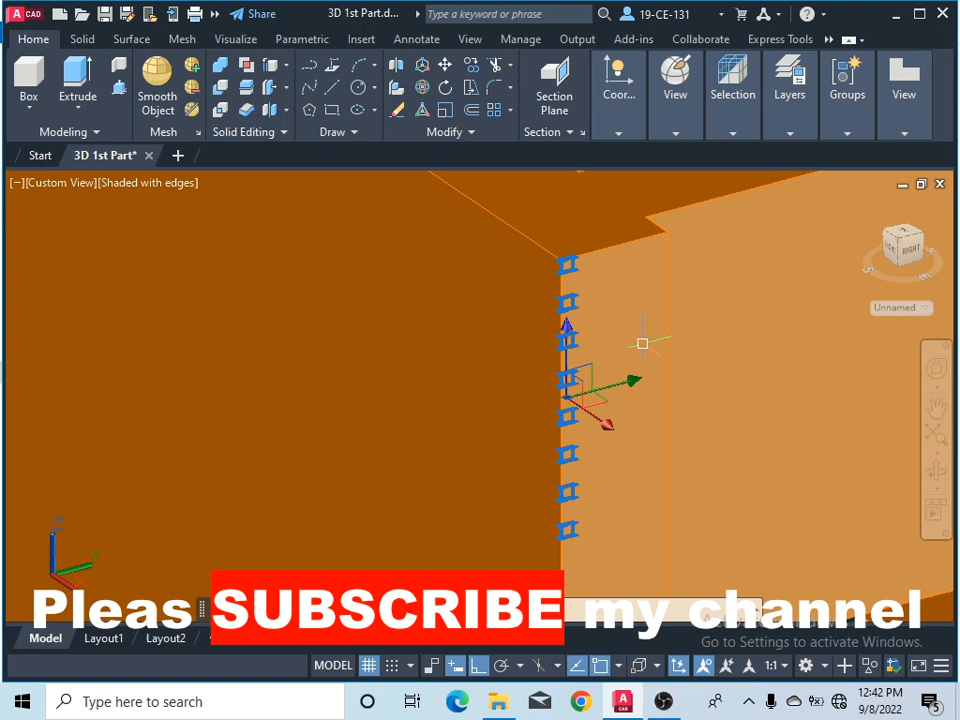 CAD
Share
3D 1st Part.d...
Type a keyword or phrase
19-CE-131
Home
Solid
Surface
Mesh
Visualize
Parametric
Insert
Annotate
View
Manage
Output
Add-ins
Collaborate
Express Tools
Box
Extrude
Smooth
Object
Section
Plane
Coor...
View
Selection
Layers
Groups
View
Modeling
Mesh
Solid Editing
Draw
Modify
Section
Start
3D 1st Part*
[−][Custom View][Shaded with edges]
RIGHT
Unnamed
Pleas SUBSCRIBE my channel
Go to Settings to activate Windows.
Model
Layout1
Layout2
MODEL
1:1
Type here to search
12:42 PM
9/8/2022
5